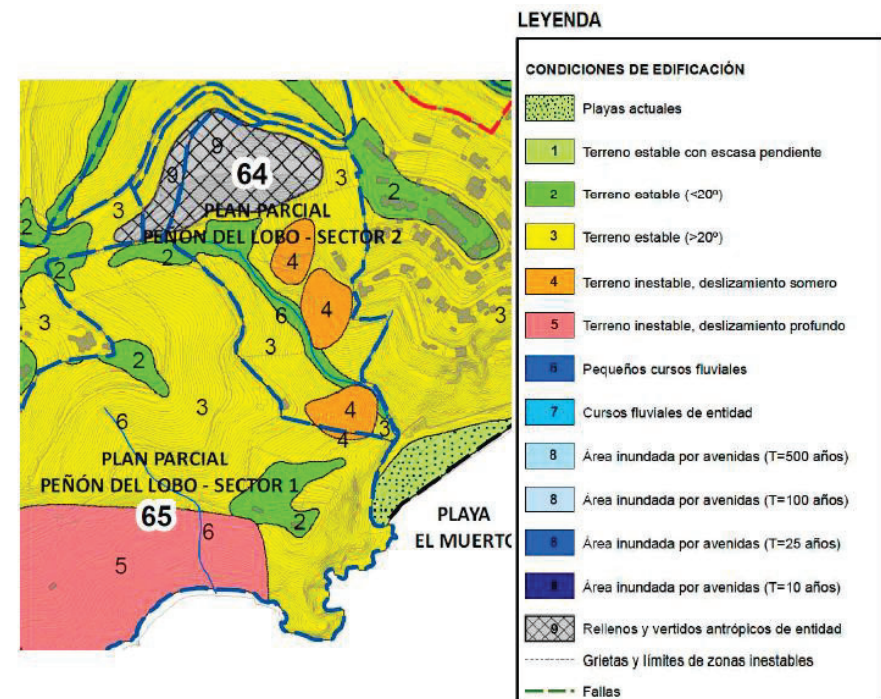 LEYENDA
CONDICIONES DE EDIFICACIÓN
Playas actuales
1 Terreno estable con escasa pendiente
2 Terreno estable (<20º)
3 Terreno estable (>20º)
4 Terreno inestable, deslizamiento somero
5 Terreno inestable, deslizamiento profundo
6 Pequeños cursos fluviales
7 Cursos fluviales de entidad
8 Área inundada por avenidas (T=500 años)
8 Área inundada por avenidas (T=100 años)
8 Área inundada por avenidas (T=25 años)
8 Área inundada por avenidas (T=10 años)
9 Rellenos y vertidos antrópicos de entidad
Grietas y límites de zonas inestables
Fallas
9
9
64
3
2
PLAN PARCIAL
3
2
PEÑÓN DEL LOBO - SECTOR 2
2
2
4
4
6
3
3
3
2
3
6
4
4
3
PLAN PARCIAL
PEÑÓN DEL LOBO - SECTOR 1
65
6
2
5
PLAYA
EL MUERTO